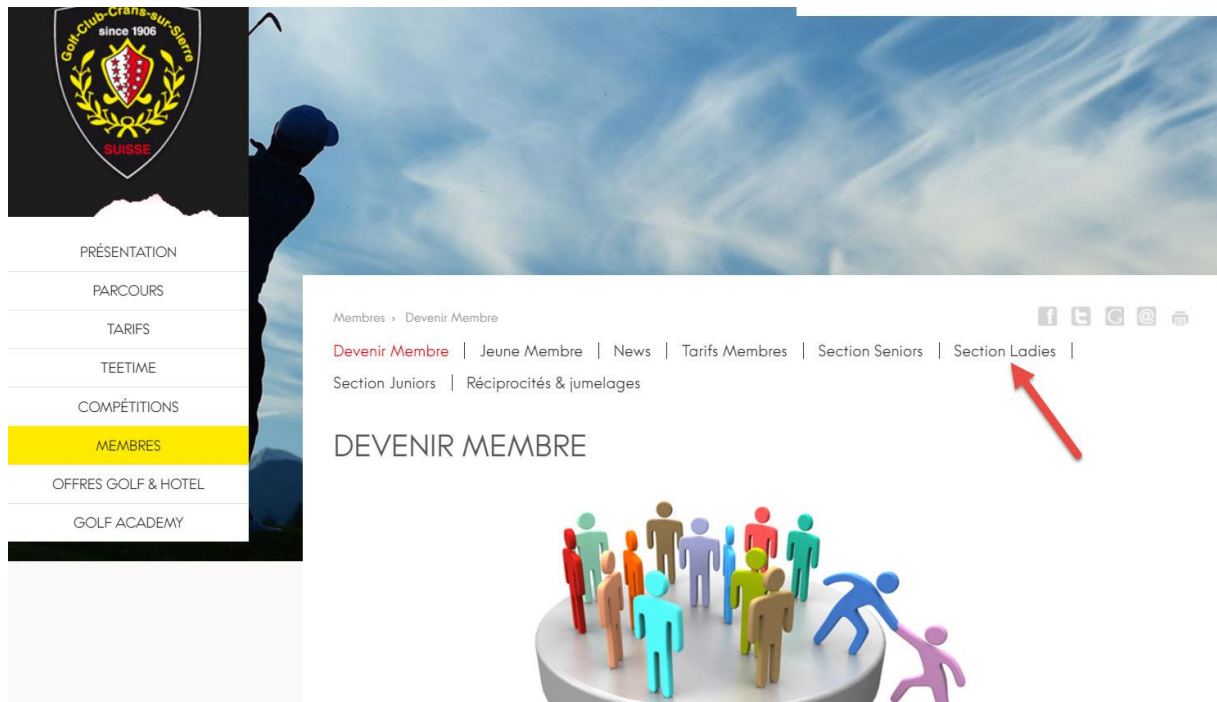 Golf-Club-Crans-sur-Sierre
since 1906
SUISSE
PRÉSENTATION
PARCOURS
TARIFS
TEETIME
COMPÉTITIONS
MEMBRES
OFFRES GOLF & HOTEL
GOLF ACADEMY
Membres › Devenir Membre
Devenir Membre | Jeune Membre | News | Tarifs Membres | Section Seniors | Section Ladies |
Section Juniors | Réciprocités & jumelages
DEVENIR MEMBRE